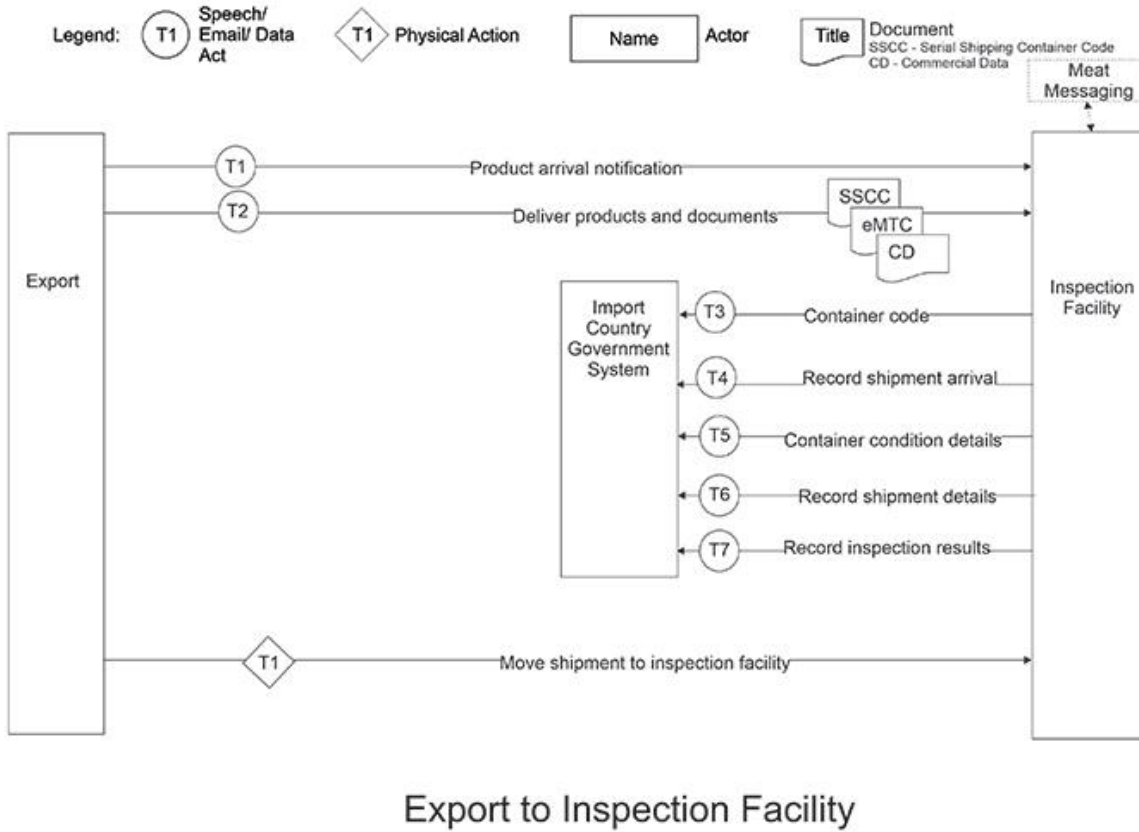 Legend:
T1
Speech/
Email/ Data
Act
T1
Physical Action
Name
Actor
Title
Document
SSCC - Serial Shipping Container Code
CD - Commercial Data
Meat
Messaging
T1
Product arrival notification
T2
Deliver products and documents
SSCC
eMTC
CD
Export
Inspection
Facility
Import
Country
Government
System
T3
Container code
T4
Record shipment arrival
T5
Container condition details
T6
Record shipment details
T7
Record inspection results
T1
Move shipment to inspection facility
Export to Inspection Facility